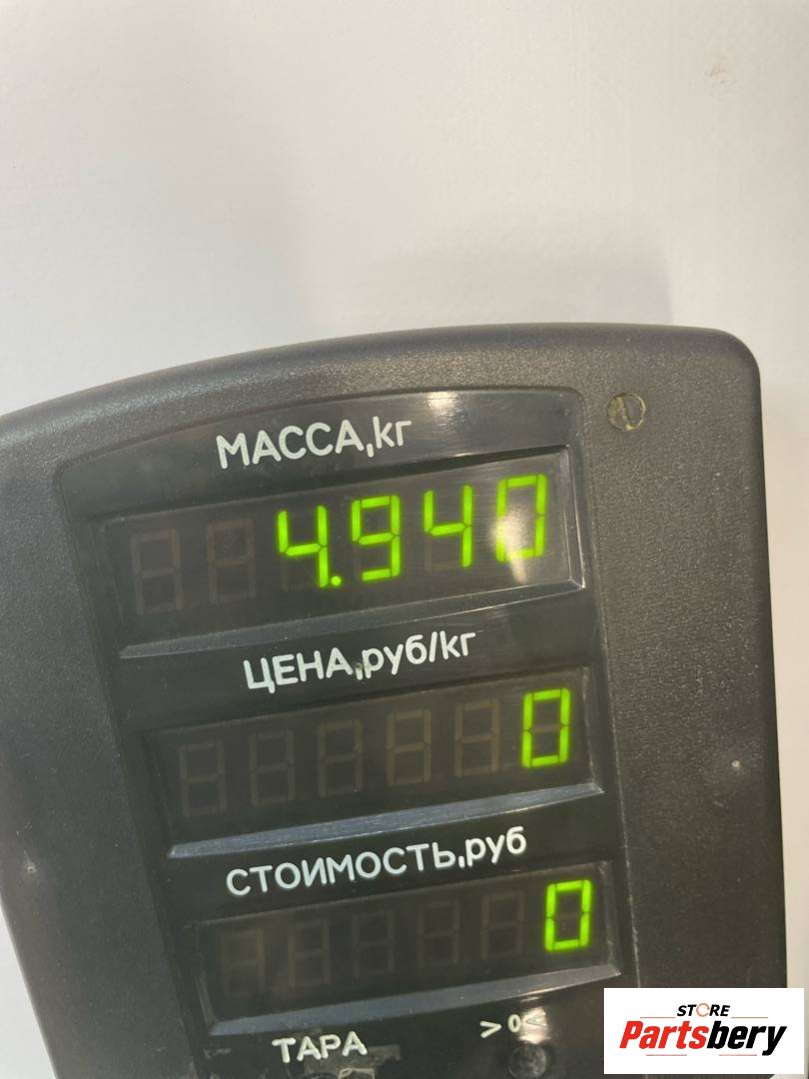 МАССА,кг
4.940
ЦЕНА,руб/кг
0
СТОИМОСТЬ,руб
0
ТАРА
>0<
STORE
Partsbery